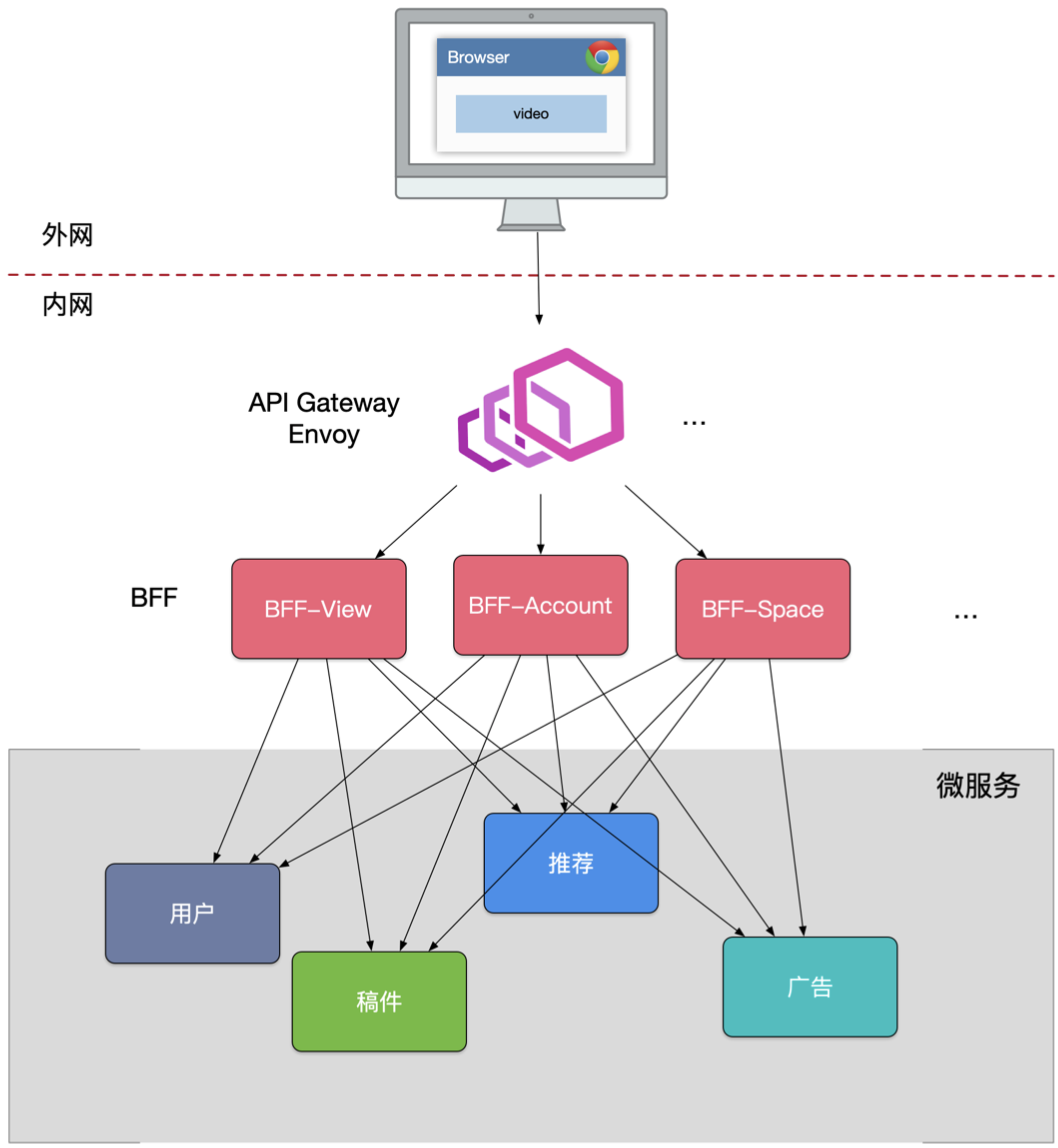 Browser
video
外网
内网
API Gateway
Envoy
...
BFF
BFF-View
BFF-Account
BFF-Space
...
微服务
推荐
用户
稿件
广告